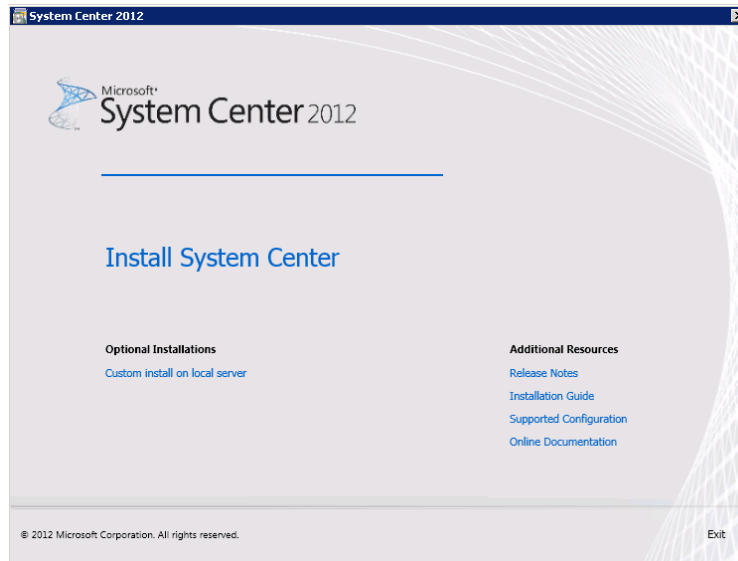 System Center 2012
Microsoft
System Center 2012
Install System Center
Optional Installations
Custom install on local server
Additional Resources
Release Notes
Installation Guide
Supported Configuration
Online Documentation
© 2012 Microsoft Corporation. All rights reserved.
Exit